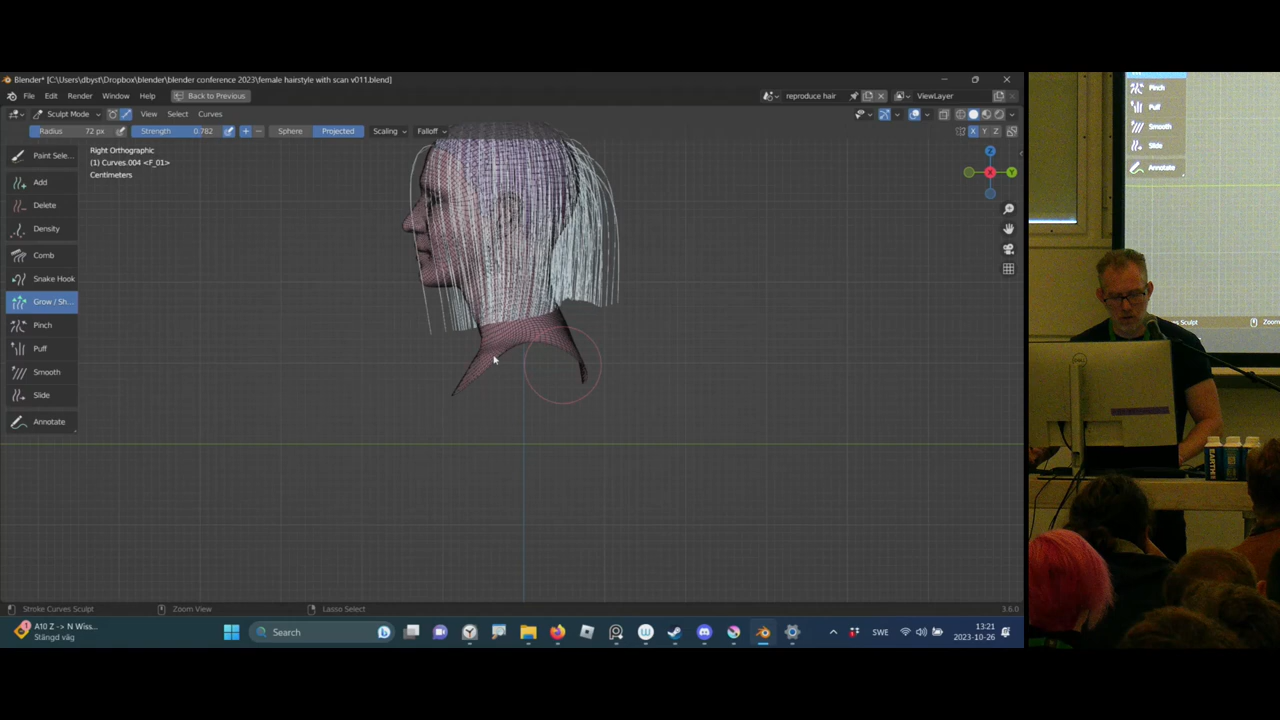 Blender* [C:\Users\dbyst\Dropbox\blender\blender conference 2023\female hairstyle with scan v011.blend]
File Edit Render Window Help Back to Previous reproduce hair ViewLayer
Sculpt Mode View Select Curves X Y Z
Radius 72 px Strength 0.782 Sphere Projected Scaling Falloff
Right Orthographic
(1) Curves.004 <F_01>
Centimeters
Z
X
Y
Paint Sele...
Add
Delete
Density
Comb
Snake Hook
Grow / Sh...
Pinch
Puff
Smooth
Slide
Annotate
Stroke Curves Sculpt Zoom View Lasso Select 3.6.0
A10 Z -> N Wiss...
Stängd väg
Search
SWE
13:21
2023-10-26
Pinch
Puff
Smooth
Slide
Annotate
Sculpt Zoom
DELL
EARTH